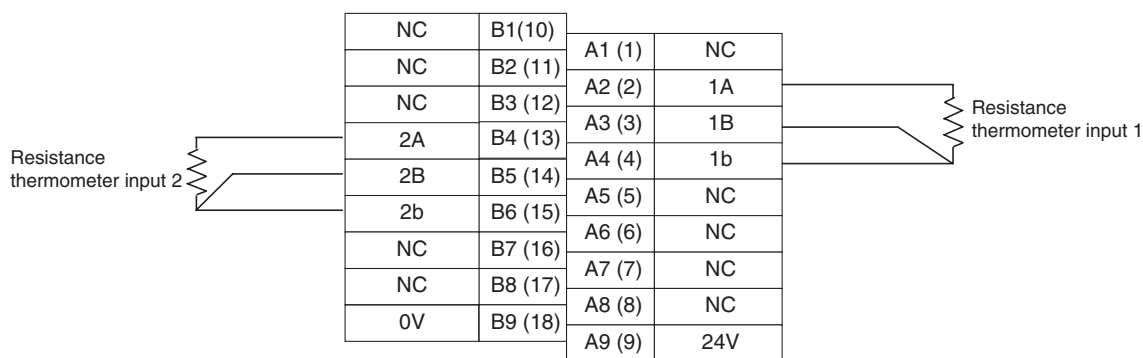 NC B1(10)
NC B2 (11)
NC B3 (12)
2A B4 (13)
2B B5 (14)
2b B6 (15)
NC B7 (16)
NC B8 (17)
0V B9 (18)
A1 (1) NC
A2 (2) 1A
A3 (3) 1B
A4 (4) 1b
A5 (5) NC
A6 (6) NC
A7 (7) NC
A8 (8) NC
A9 (9) 24V
Resistance
thermometer input 2
Resistance
thermometer input 1